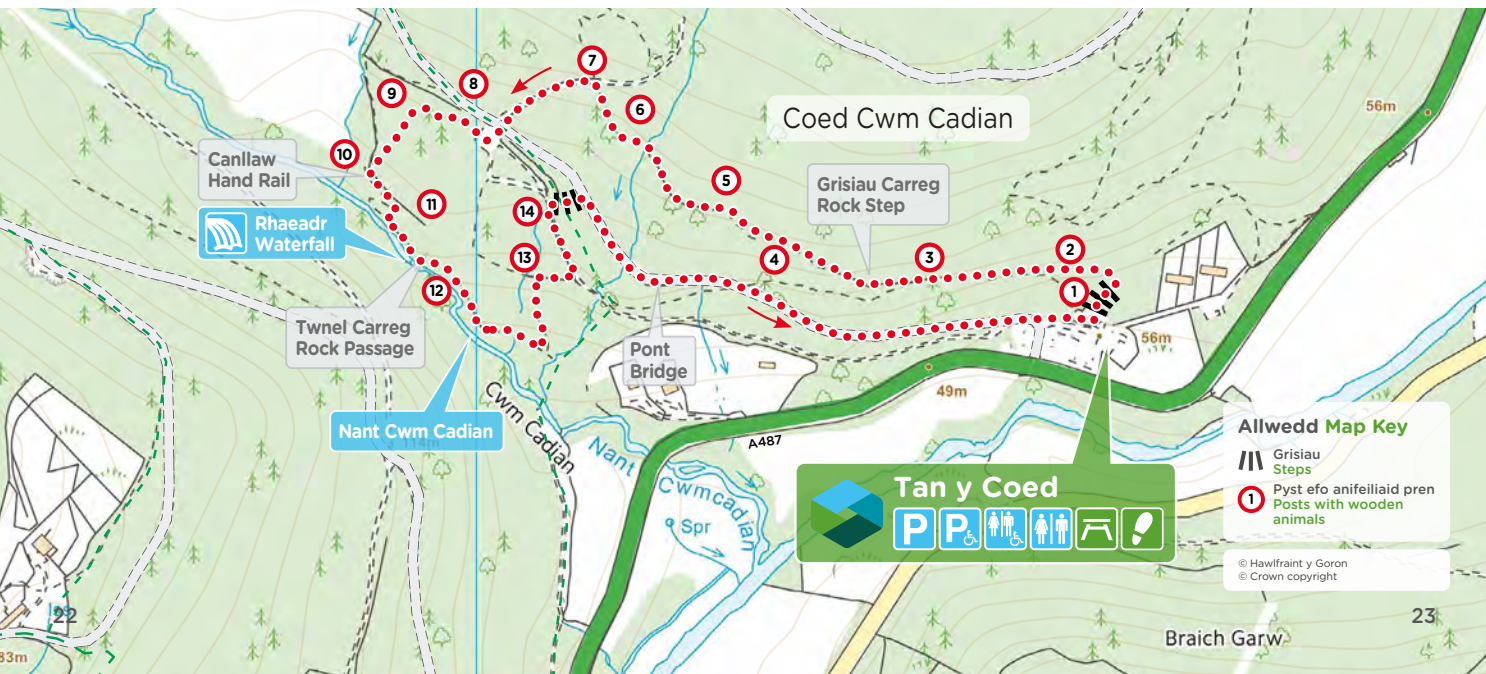 7
8
6
9
Coed Cwm Cadian
56m
10
Canllaw
Hand Rail
5
Grisiau Carreg
Rock Step
11
14
Rhaeadr
Waterfall
13
4
3
2
12
1
Twnel Carreg
Rock Passage
Pont
Bridge
56m
49m
Nant Cwm Cadian
Cwm Cadian
114m
A487
Nant
Cwmcadian
Spr
Tan y Coed
P
P
Allwedd Map Key
Grisiau
Steps
1
Pyst efo anifeiliaid pren
Posts with wooden
animals
© Hawlfraint y Goron
© Crown copyright
22
23
Braich Garw
83m